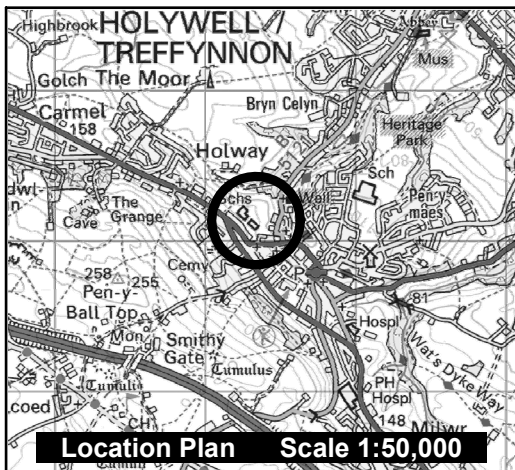 HOLYWELL /
Highbrook
TREFFYNNON
Abbey
Mus
Golch The Moor
Bryn Celyn
Carmel
158
Heritage
Park
Holway
B 5121
Sch
Schs
Well
Pen-y-
maes
The
Grange
Cave
Cemy
P
258
255
81
Pen-y-
Ball Top
Mon
Smithy
Gate
Hospl
Wat's Dyke Way
Tumulus
Tumuli
PH
Hospl
coed
CH
148
Milwr
Location Plan Scale 1:50,000